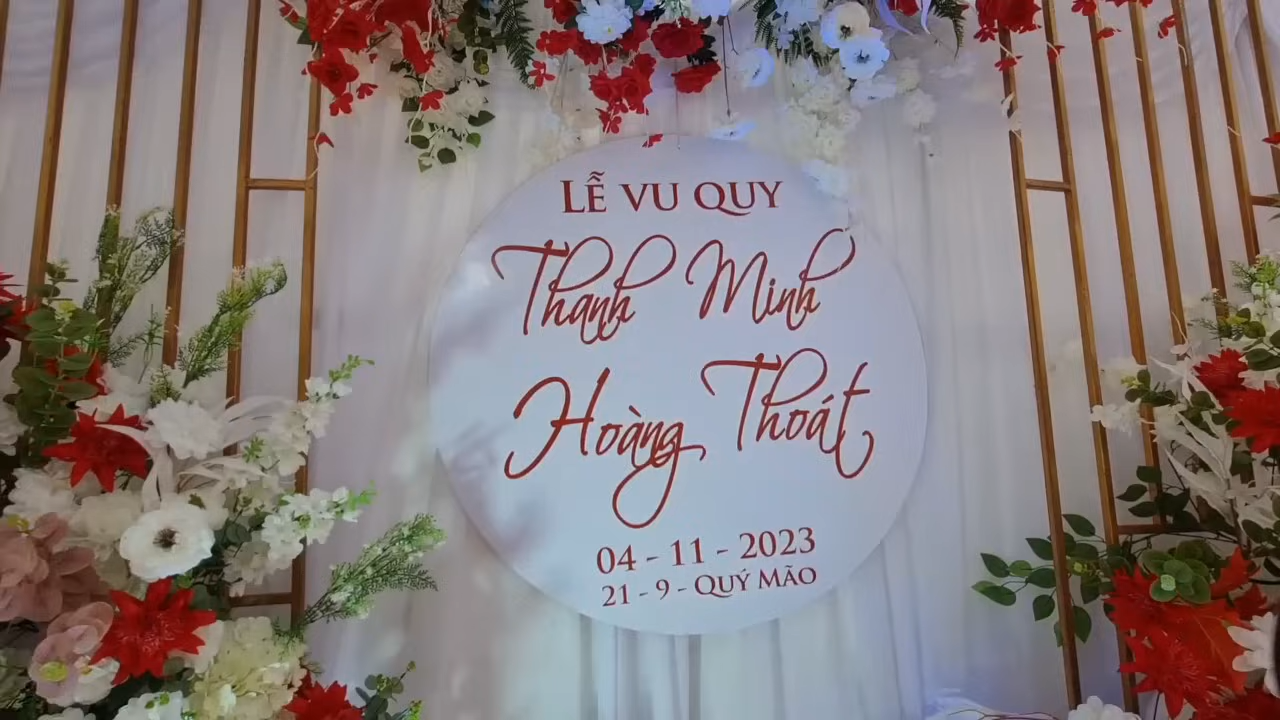 LỄ VU QUY
Thanh Minh
Hoàng Thoát
04 - 11 - 2023
21 - 9 - QUÝ MÃO